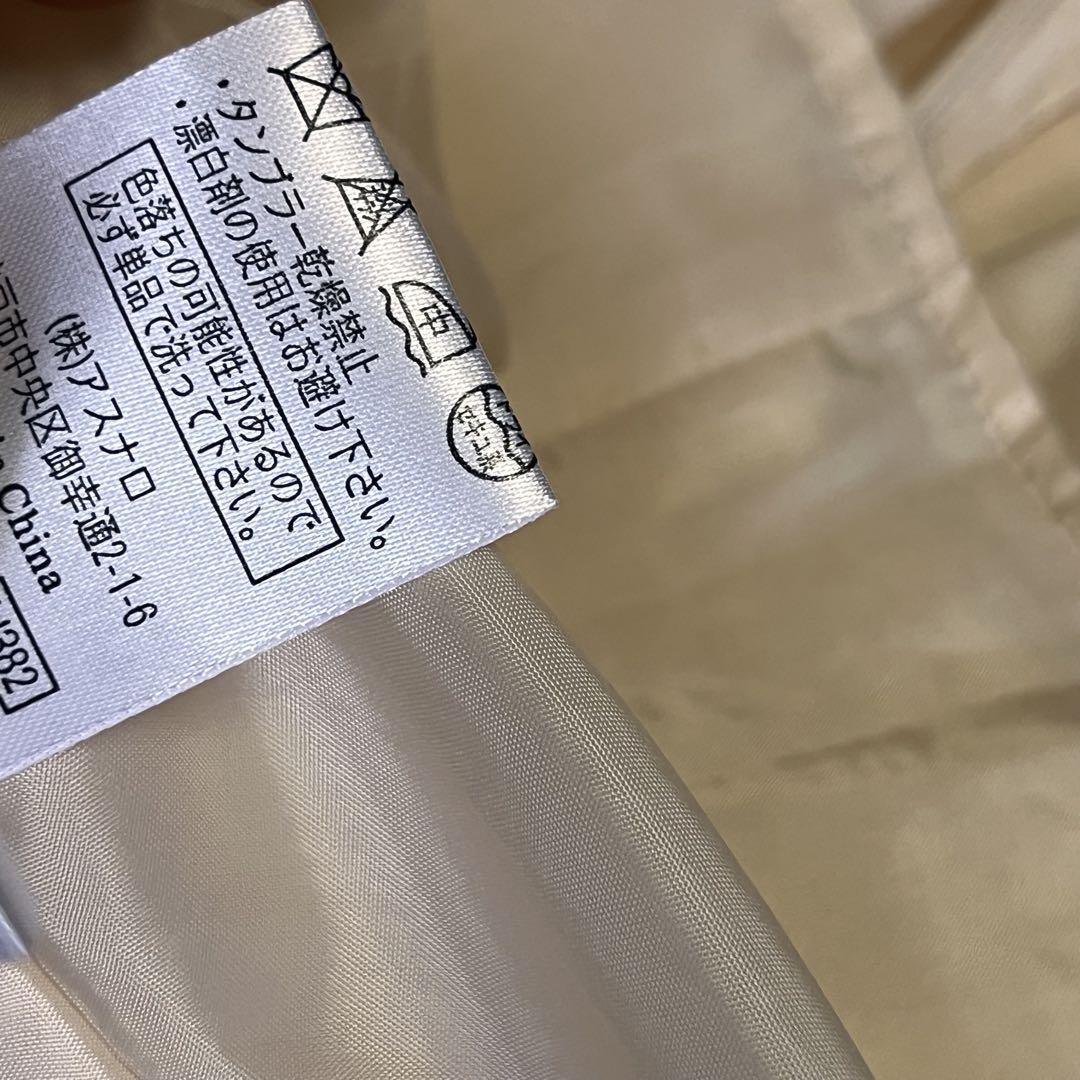 中
・タンブラー乾燥禁止
・漂白剤の使用はお避け下さい。
色落ちの可能性があるので
必ず単品で洗って下さい。
(株)アスナロ
戸市中央区御幸通2-1-6
China
382